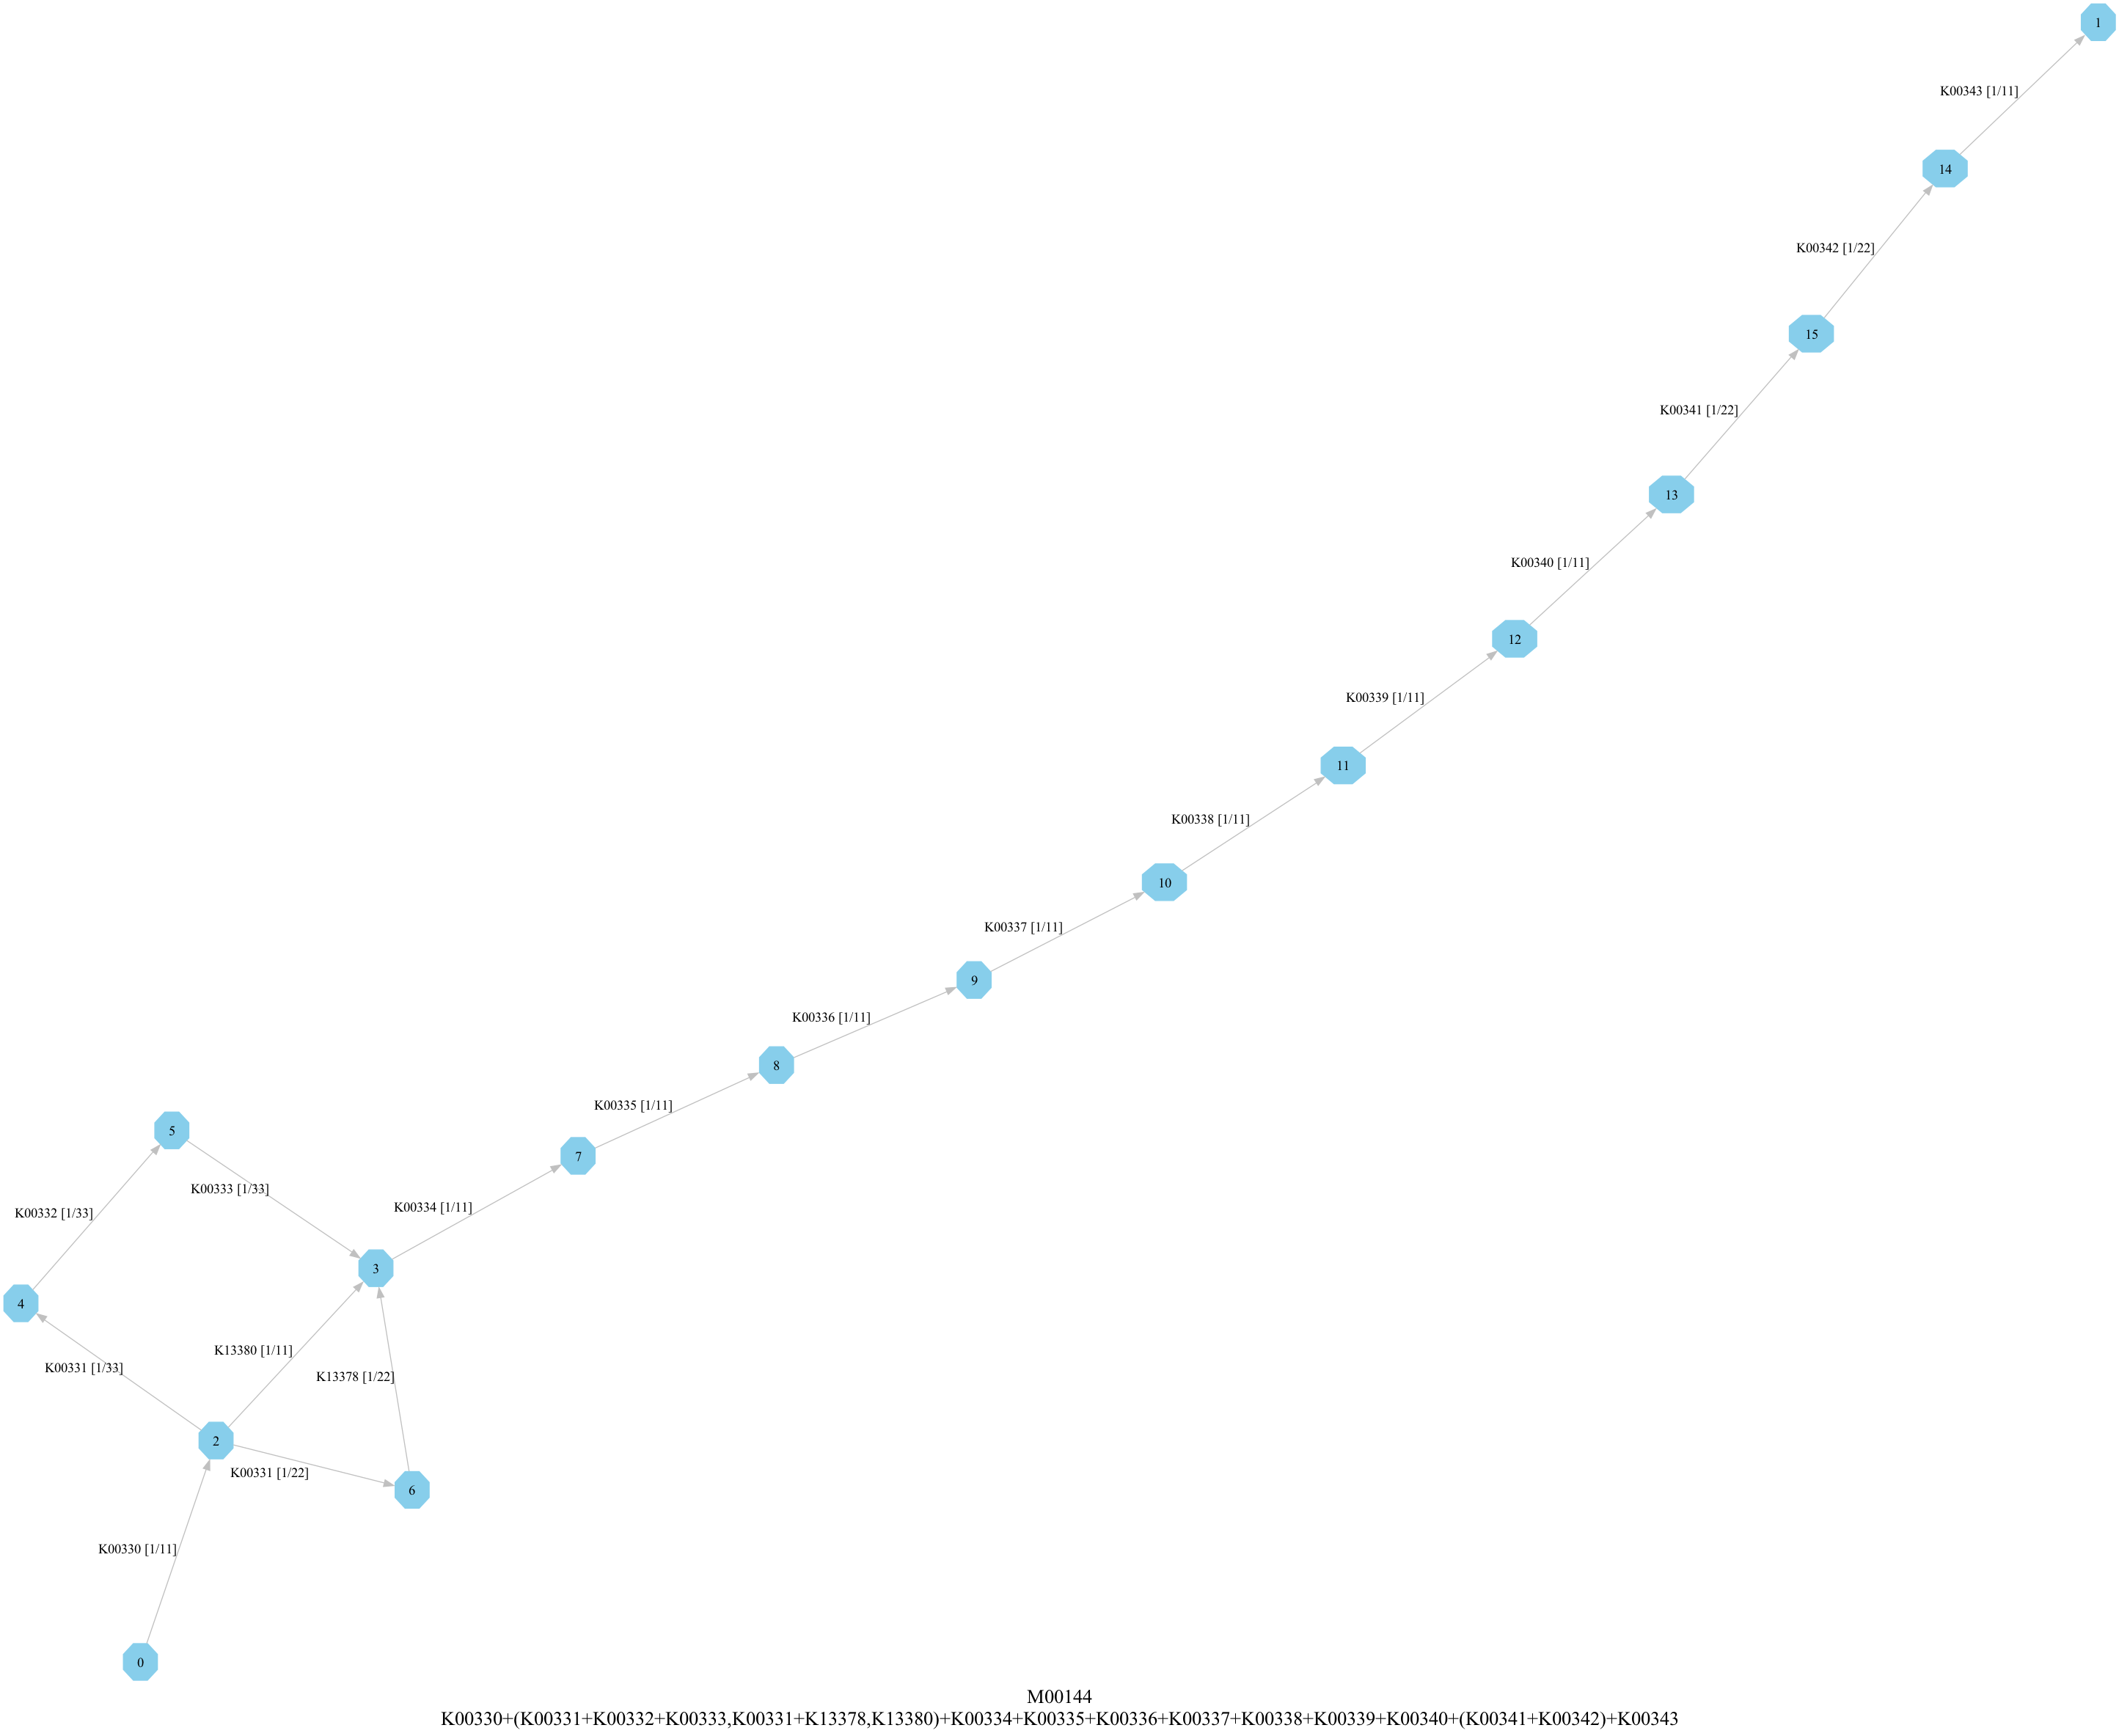 1
K00343 [1/11]
14
K00342 [1/22]
15
K00341 [1/22]
13
K00340 [1/11]
12
K00339 [1/11]
11
K00338 [1/11]
10
K00337 [1/11]
9
K00336 [1/11]
8
K00335 [1/11]
5
7
K00333 [1/33]
K00334 [1/11]
K00332 [1/33]
3
4
K13380 [1/11]
K00331 [1/33]
K13378 [1/22]
2
K00331 [1/22]
6
K00330 [1/11]
0
M00144
K00330+(K00331+K00332+K00333,K00331+K13378,K13380)+K00334+K00335+K00336+K00337+K00338+K00339+K00340+(K00341+K00342)+K00343